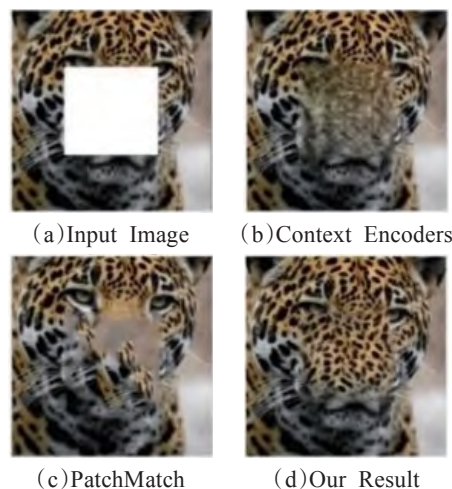 (a)Input Image
(b)Context Encoders
(c)PatchMatch
(d)Our Result